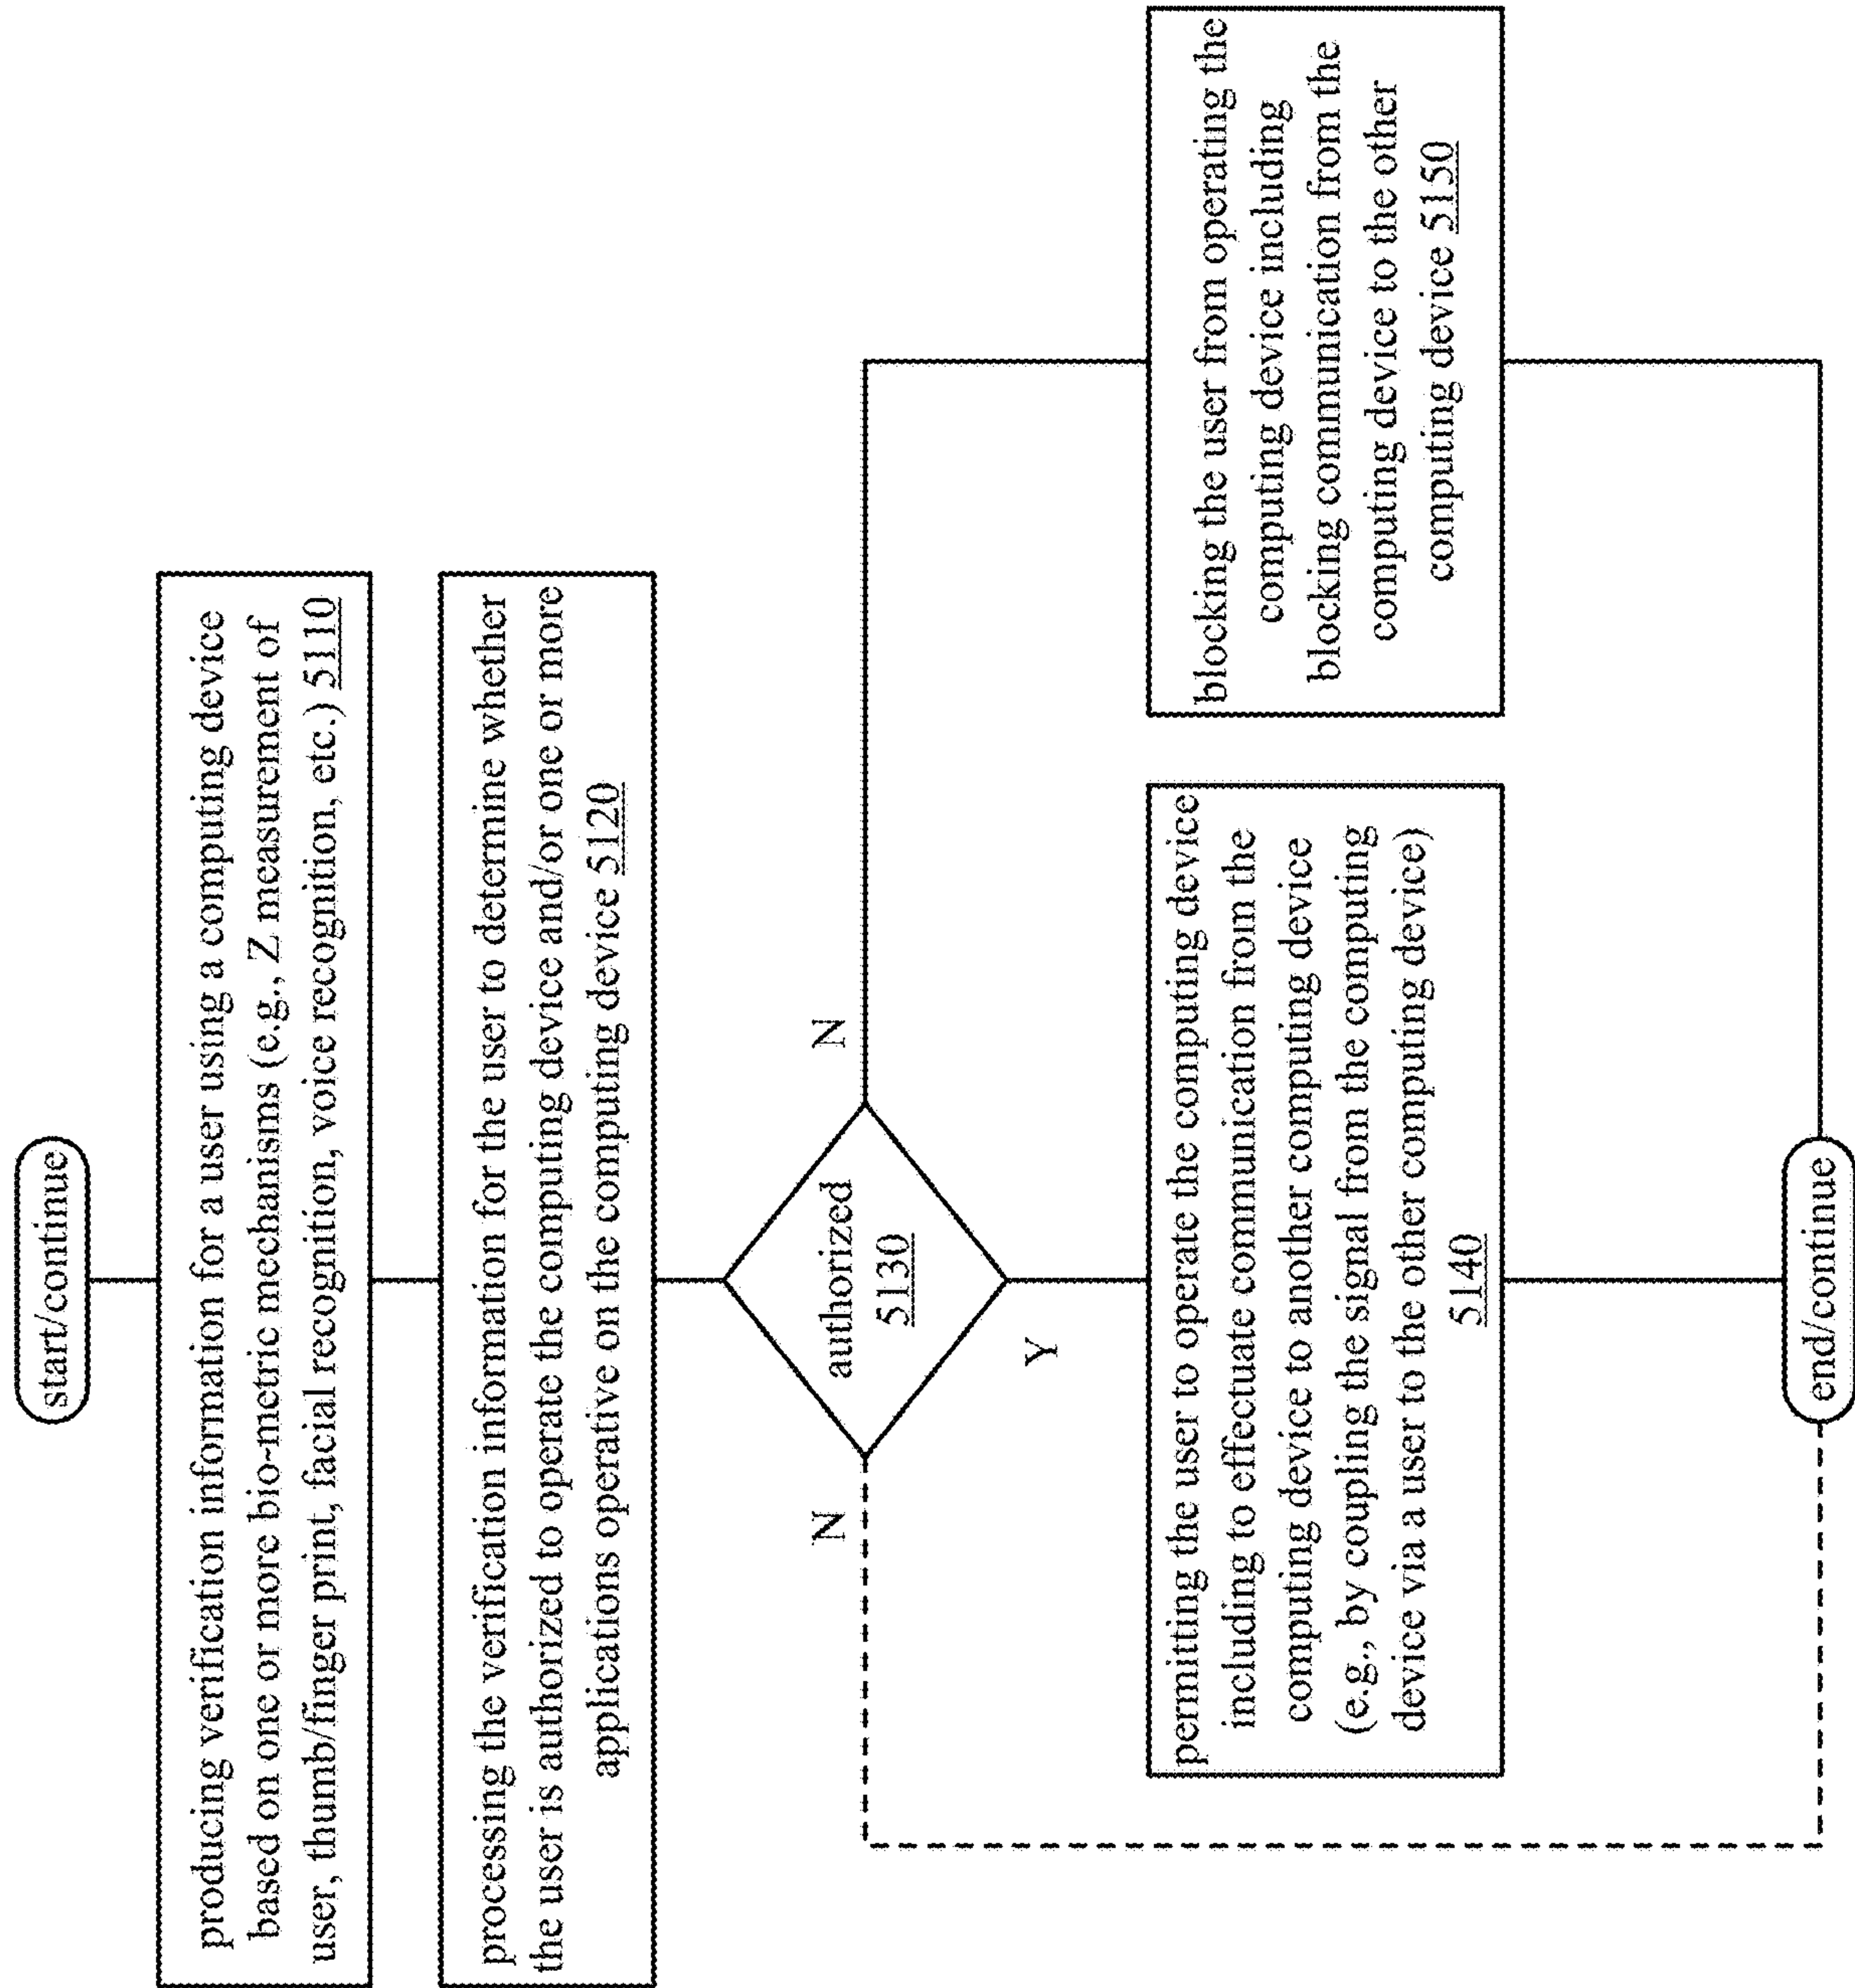 start/continue
producing verification information for a user using a computing device
based on one or more bio-metric mechanisms (e.g., Z measurement of
user, thumb/finger print, facial recognition, voice recognition, etc.) 5110
processing the verification information for the user to determine whether
the user is authorized to operate the computing device and/or one or more
applications operative on the computing device 5120
authorized
5130
N
N
Y
permitting the user to operate the computing device
including to effectuate communication from the
computing device to another computing device
(e.g., by coupling the signal from the computing
device via a user to the other computing device)
5140
blocking the user from operating the
computing device including
blocking communication from the
computing device to the other
computing device 5150
end/continue